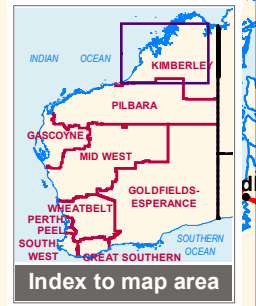 INDIAN OCEAN
KIMBERLEY
PILBARA
GASCOYNE
MID WEST
GOLDFIELDS-
ESPERANCE
WHEATBELT
PERTH
PEEL
SOUTH
WEST
GREAT SOUTHERN
SOUTHERN
OCEAN
Index to map area